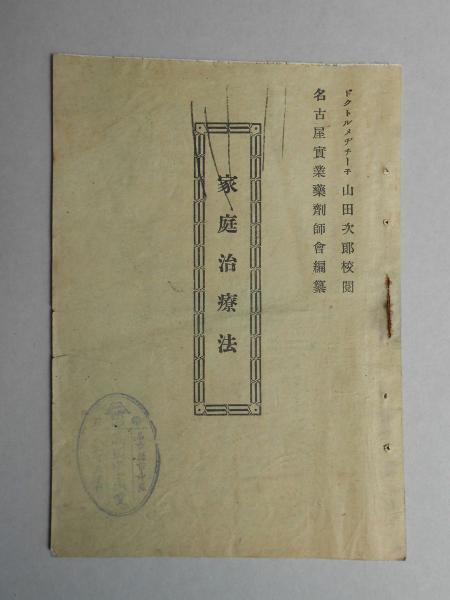 ドクトルメヂチーネ 山田次郎校閲
名古屋實業藥劑師會編纂
家庭治療法